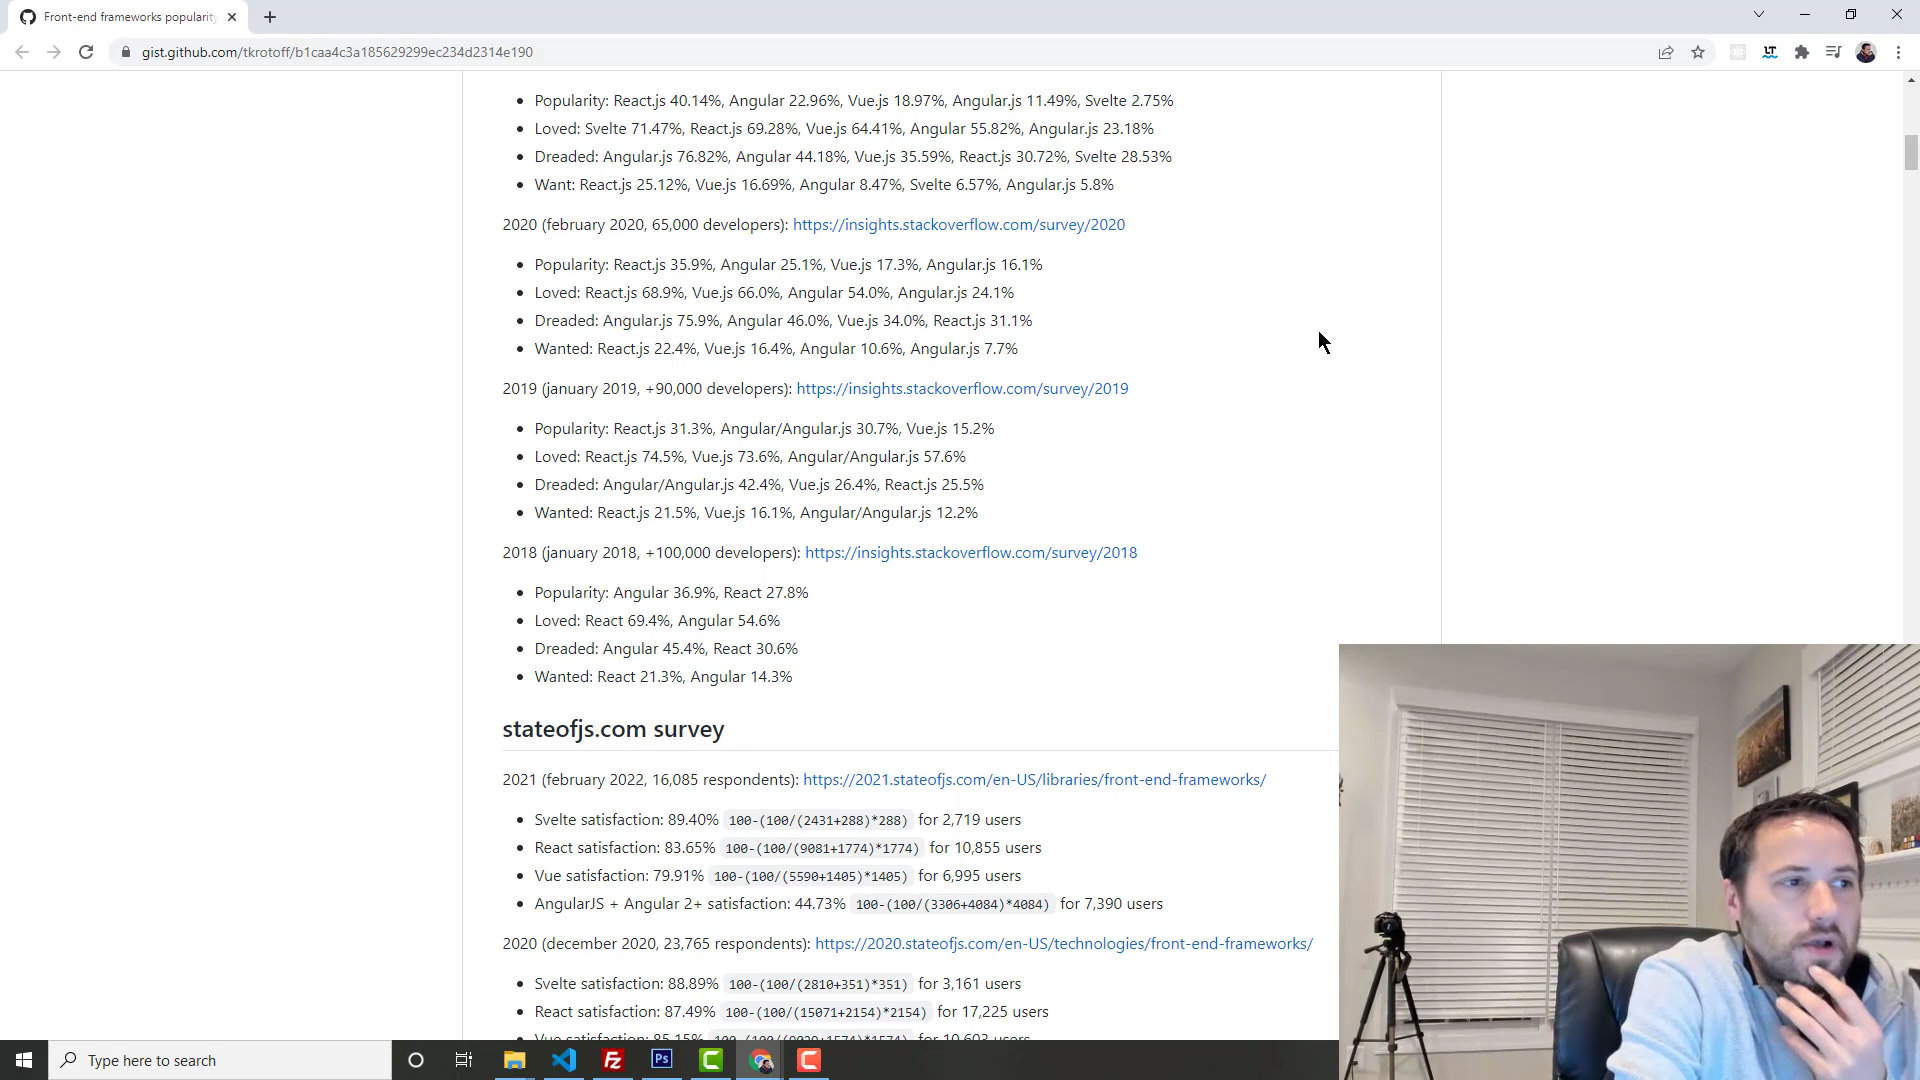 Front-end frameworks popularity
gist.github.com/tkrotoff/b1caa4c3a185629299ec234d2314e190
Popularity: React.js 40.14%, Angular 22.96%, Vue.js 18.97%, Angular.js 11.49%, Svelte 2.75%
Loved: Svelte 71.47%, React.js 69.28%, Vue.js 64.41%, Angular 55.82%, Angular.js 23.18%
Dreaded: Angular.js 76.82%, Angular 44.18%, Vue.js 35.59%, React.js 30.72%, Svelte 28.53%
Want: React.js 25.12%, Vue.js 16.69%, Angular 8.47%, Svelte 6.57%, Angular.js 5.8%
2020 (february 2020, 65,000 developers): https://insights.stackoverflow.com/survey/2020
Popularity: React.js 35.9%, Angular 25.1%, Vue.js 17.3%, Angular.js 16.1%
Loved: React.js 68.9%, Vue.js 66.0%, Angular 54.0%, Angular.js 24.1%
Dreaded: Angular.js 75.9%, Angular 46.0%, Vue.js 34.0%, React.js 31.1%
Wanted: React.js 22.4%, Vue.js 16.4%, Angular 10.6%, Angular.js 7.7%
2019 (january 2019, +90,000 developers): https://insights.stackoverflow.com/survey/2019
Popularity: React.js 31.3%, Angular/Angular.js 30.7%, Vue.js 15.2%
Loved: React.js 74.5%, Vue.js 73.6%, Angular/Angular.js 57.6%
Dreaded: Angular/Angular.js 42.4%, Vue.js 26.4%, React.js 25.5%
Wanted: React.js 21.5%, Vue.js 16.1%, Angular/Angular.js 12.2%
2018 (january 2018, +100,000 developers): https://insights.stackoverflow.com/survey/2018
Popularity: Angular 36.9%, React 27.8%
Loved: React 69.4%, Angular 54.6%
Dreaded: Angular 45.4%, React 30.6%
Wanted: React 21.3%, Angular 14.3%
stateofjs.com survey
2021 (february 2022, 16,085 respondents): https://2021.stateofjs.com/en-US/libraries/front-end-frameworks/
Svelte satisfaction: 89.40% 100-(100/(2431+288)*288) for 2,719 users
React satisfaction: 83.65% 100-(100/(9081+1774)*1774) for 10,855 users
Vue satisfaction: 79.91% 100-(100/(5590+1405)*1405) for 6,995 users
AngularJS + Angular 2+ satisfaction: 44.73% 100-(100/(3306+4084)*4084) for 7,390 users
2020 (december 2020, 23,765 respondents): https://2020.stateofjs.com/en-US/technologies/front-end-frameworks/
Svelte satisfaction: 88.89% 100-(100/(2810+351)*351) for 3,161 users
React satisfaction: 87.49% 100-(100/(15071+2154)*2154) for 17,225 users
Vue satisfaction: 85.15% 100-(100/(9029+1574)*1574) for 10,603 users
Type here to search